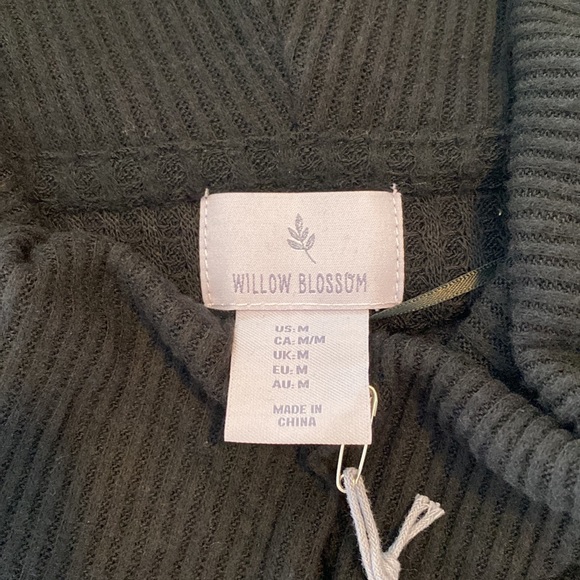 WILLOW BLOSSOM
US: M
CA: M/M
UK: M
EU: M
AU: M
MADE IN
CHINA